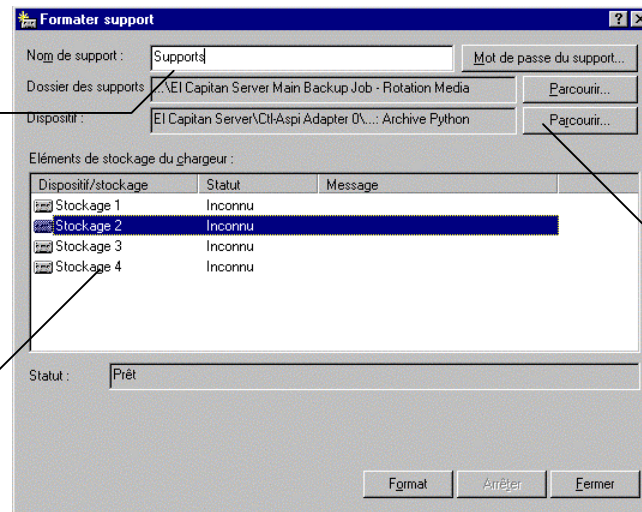 Formater support
Nom de support : Supports Mot de passe du support...
Dossier des supports ...\El Capitan Server Main Backup Job - Rotation Media Parcourir...
Dispositif : El Capitan Server\Ctl-Aspi Adapter 0\...: Archive Python Parcourir...
Eléments de stockage du chargeur :
Dispositif/stockage Statut Message
Stockage 1 Inconnu
Stockage 2 Inconnu
Stockage 3 Inconnu
Stockage 4 Inconnu
Statut : Prêt
Format Arrêter Fermer